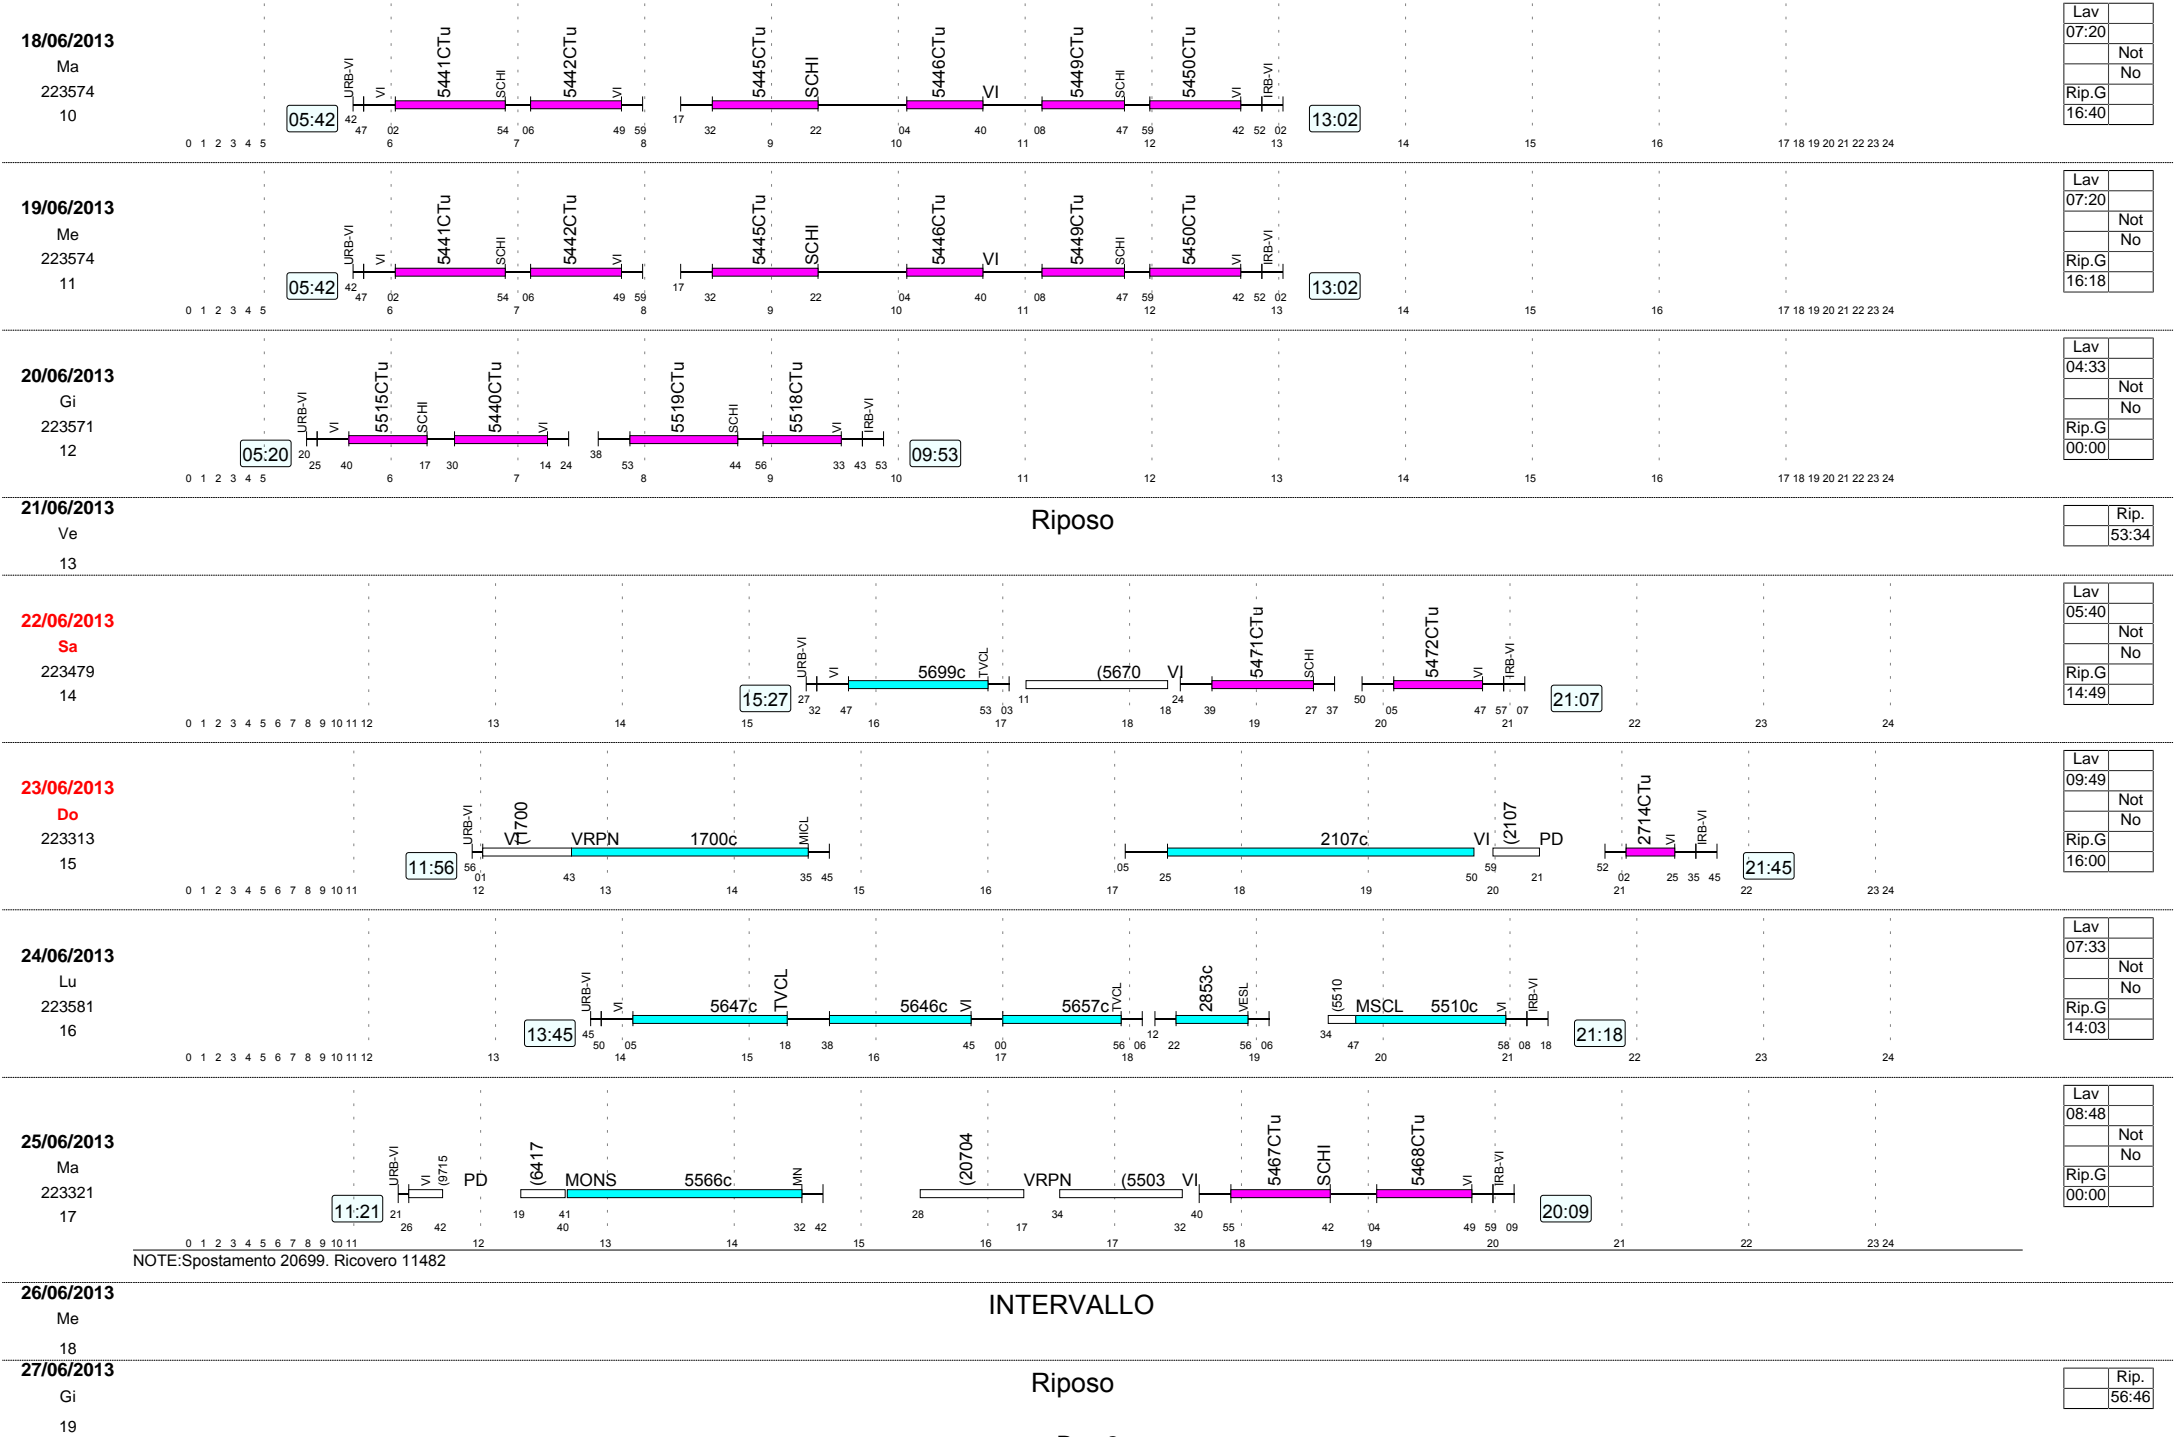 18/06/2013
Ma
223574
10
05:42
URB-VI VI 5441CTu SCHI 5442CTu VI 5445CTu SCHI 5446CTu VI 5449CTu SCHI 5450CTu VI IRB-VI
42 47 02 54 06 49 59 17 32 22 04 40 08 47 59 42 52 02
13:02
0 1 2 3 4 5 6 7 8 9 10 11 12 13 14 15 16 17 18 19 20 21 22 23 24
Lav
07:20
Not
No
Rip.G
16:40
19/06/2013
Me
223574
11
05:42
URB-VI VI 5441CTu SCHI 5442CTu VI 5445CTu SCHI 5446CTu VI 5449CTu SCHI 5450CTu VI IRB-VI
42 47 02 54 06 49 59 17 32 22 04 40 08 47 59 42 52 02
13:02
0 1 2 3 4 5 6 7 8 9 10 11 12 13 14 15 16 17 18 19 20 21 22 23 24
Lav
07:20
Not
No
Rip.G
16:18
20/06/2013
Gi
223571
12
05:20
URB-VI VI 5515CTu SCHI 5440CTu VI 5519CTu SCHI 5518CTu VI IRB-VI
20 25 40 17 30 14 24 38 53 44 56 33 43 53
09:53
0 1 2 3 4 5 6 7 8 9 10 11 12 13 14 15 16 17 18 19 20 21 22 23 24
Lav
04:33
Not
No
Rip.G
00:00
21/06/2013
Ve
13
Riposo
Rip.
53:34
22/06/2013
Sa
223479
14
15:27
URB-VI VI 5699c TVCL (5670 VI 5471CTu SCHI 5472CTu VI IRB-VI
27 32 47 53 03 11 18 24 39 27 37 50 05 47 57 07
21:07
0 1 2 3 4 5 6 7 8 9 10 11 12 13 14 15 16 17 18 19 20 21 22 23 24
Lav
05:40
Not
No
Rip.G
14:49
23/06/2013
Do
223313
15
11:56
URB-VI VI (1700 VRPN 1700c MICL 2107c VI (2107 PD 2714CTu VI IRB-VI
56 01 43 35 45 05 25 50 59 21 52 02 25 35 45
21:45
0 1 2 3 4 5 6 7 8 9 10 11 12 13 14 15 16 17 18 19 20 21 22 23 24
Lav
09:49
Not
No
Rip.G
16:00
24/06/2013
Lu
223581
16
13:45
URB-VI VI 5647c TVCL 5646c VI 5657c TVCL 2853c VESL (5510 MSCL 5510c VI IRB-VI
45 50 05 18 38 45 00 56 06 12 22 56 06 34 47 58 08 18
21:18
0 1 2 3 4 5 6 7 8 9 10 11 12 13 14 15 16 17 18 19 20 21 22 23 24
Lav
07:33
Not
No
Rip.G
14:03
25/06/2013
Ma
223321
17
11:21
URB-VI VI (9715 PD (6417 MONS 5566c MN (20704 VRPN (5503 VI 5467CTu SCHI 5468CTu VI IRB-VI
21 26 42 19 41 40 32 42 28 17 34 32 40 55 42 04 49 59 09
20:09
0 1 2 3 4 5 6 7 8 9 10 11 12 13 14 15 16 17 18 19 20 21 22 23 24
Lav
08:48
Not
No
Rip.G
00:00
NOTE:Spostamento 20699. Ricovero 11482
26/06/2013
Me
18
INTERVALLO
27/06/2013
Gi
19
Riposo
Rip.
56:46